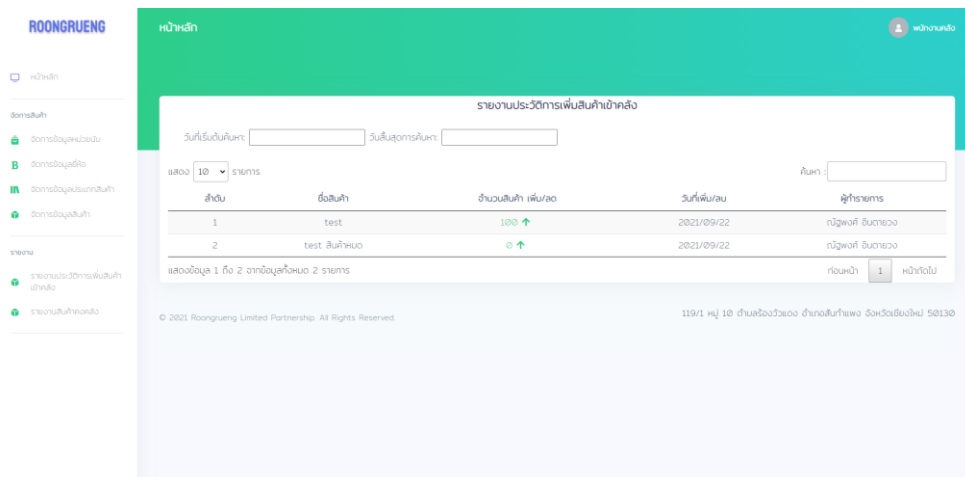 ROONGRUENG
หน้าหลัก
พนักงานคลัง
หน้าหลัก
จัดการสินค้า
จัดการข้อมูลหน่วยนับ
จัดการข้อมูลยี่ห้อ
จัดการข้อมูลประเภทสินค้า
จัดการข้อมูลสินค้า
รายงาน
รายงานประวัติการเพิ่มสินค้า
เข้าคลัง
รายงานสินค้าคงคลัง
รายงานประวัติการเพิ่มสินค้าเข้าคลัง
วันที่เริ่มต้นค้นหา: วันสิ้นสุดการค้นหา:
แสดง 10 รายการ ค้นหา :
ลำดับ ชื่อสินค้า จำนวนสินค้า เพิ่ม/ลด วันที่เพิ่ม/ลบ ผู้ทำรายการ
1 test 100 ↑ 2021/09/22 ณัฐพงศ์ อินตายวง
2 test สินค้าหมด 0 ↑ 2021/09/22 ณัฐพงศ์ อินตายวง
แสดงข้อมูล 1 ถึง 2 จากข้อมูลทั้งหมด 2 รายการ ก่อนหน้า 1 หน้าถัดไป
© 2021 Roongrueng Limited Partnership. All Rights Reserved. 119/1 หมู่ 10 ตำบลร้องวัวแดง อำเภอสันกำแพง จังหวัดเชียงใหม่ 50130